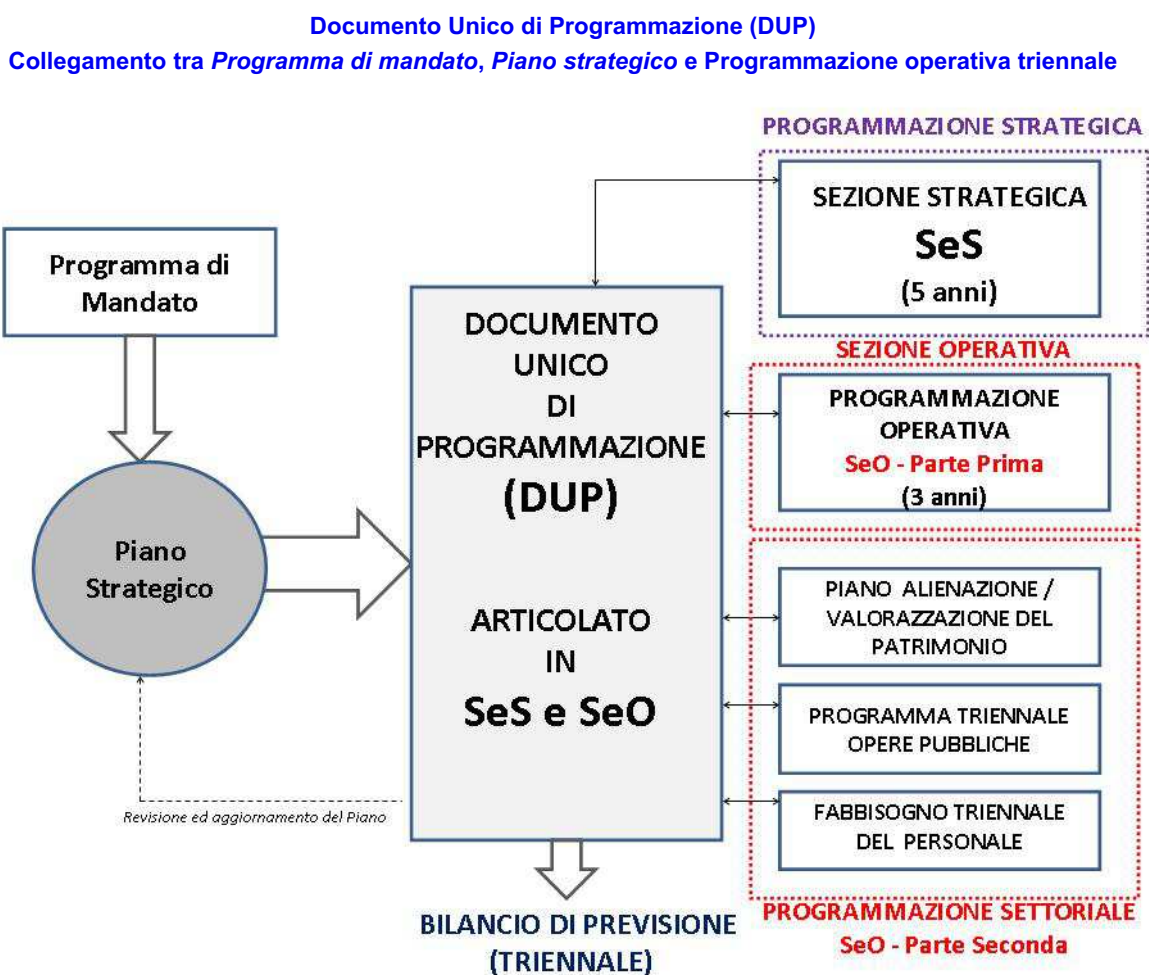 Documento Unico di Programmazione (DUP)
Collegamento tra Programma di mandato, Piano strategico e Programmazione operativa triennale
PROGRAMMAZIONE STRATEGICA
SEZIONE STRATEGICA
SeS
(5 anni)
Programma di
Mandato
DOCUMENTO
UNICO
DI
PROGRAMMAZIONE
(DUP)
ARTICOLATO
IN
SeS e SeO
SEZIONE OPERATIVA
PROGRAMMAZIONE
OPERATIVA
SeO - Parte Prima
(3 anni)
Piano
Strategico
PIANO ALIENAZIONE /
VALORAZZAZIONE DEL
PATRIMONIO
PROGRAMMA TRIENNALE
OPERE PUBBLICHE
FABBISOGNO TRIENNALE
DEL PERSONALE
Revisione ed aggiornamento del Piano
PROGRAMMAZIONE SETTORIALE
SeO - Parte Seconda
BILANCIO DI PREVISIONE
(TRIENNALE)